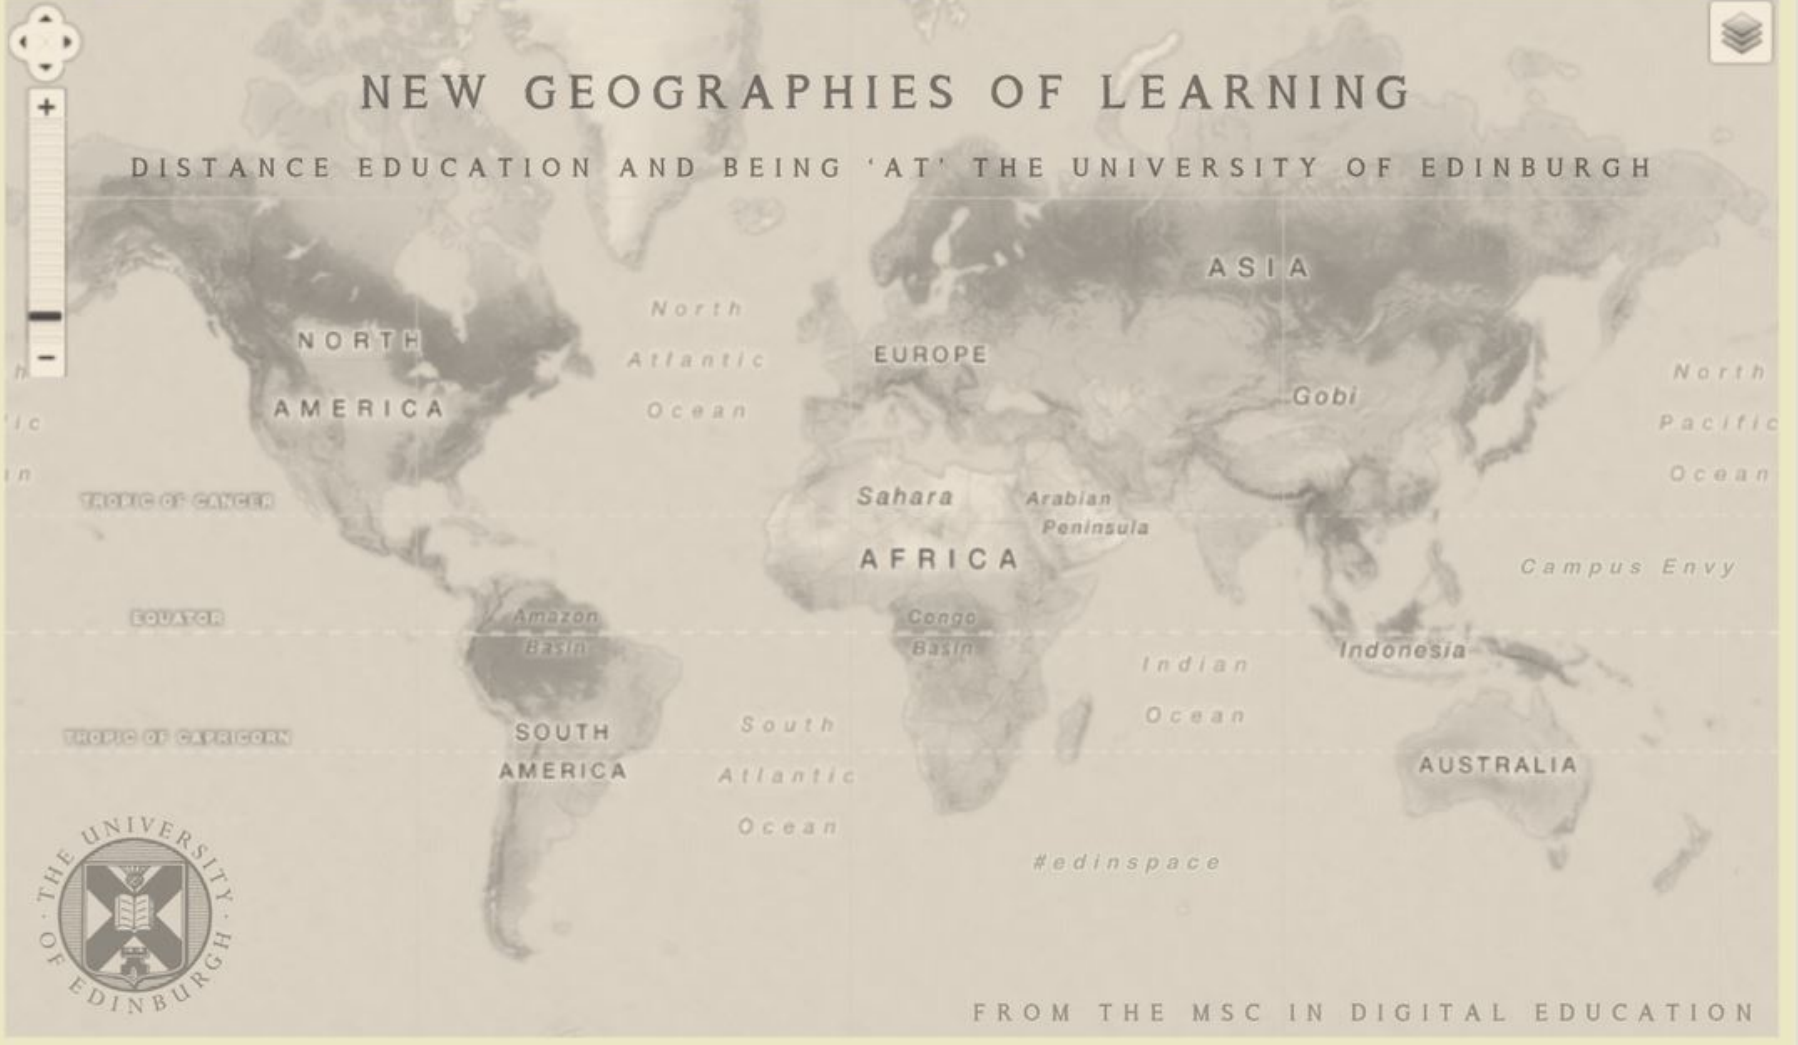 NEW GEOGRAPHIES OF LEARNING
DISTANCE EDUCATION AND BEING 'AT' THE UNIVERSITY OF EDINBURGH
ASIA
North
Atlantic
Ocean
NORTH
AMERICA
EUROPE
Gobi
North
Pacific
Ocean
h
ic
n
TROPIC OF CANCER
Sahara
Arabian
Peninsula
AFRICA
Campus Envy
EQUATOR
Amazon
Basin
Congo
Basin
Indonesia
Indian
Ocean
TROPIC OF CAPRICORN
SOUTH
AMERICA
South
Atlantic
Ocean
AUSTRALIA
#edinspace
THE UNIVERSITY OF EDINBURGH
FROM THE MSC IN DIGITAL EDUCATION